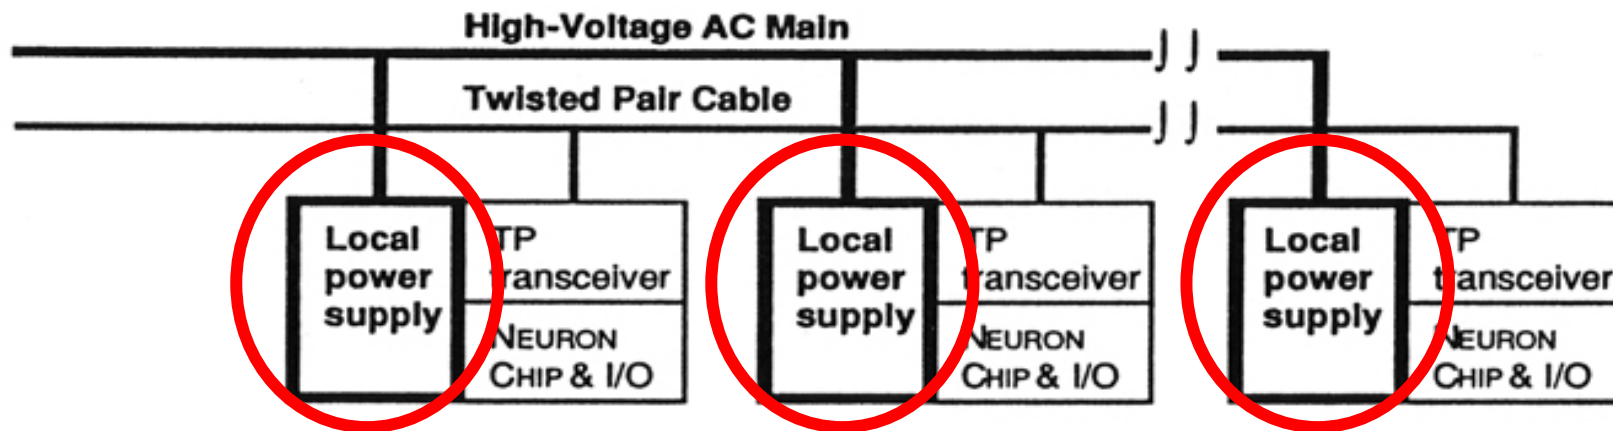 High-Voltage AC Main
Twisted Pair Cable
Local
power
supply
TP
transceiver
NEURON
CHIP & I/O
Local
power
supply
TP
transceiver
NEURON
CHIP & I/O
Local
power
supply
TP
transceiver
NEURON
CHIP & I/O